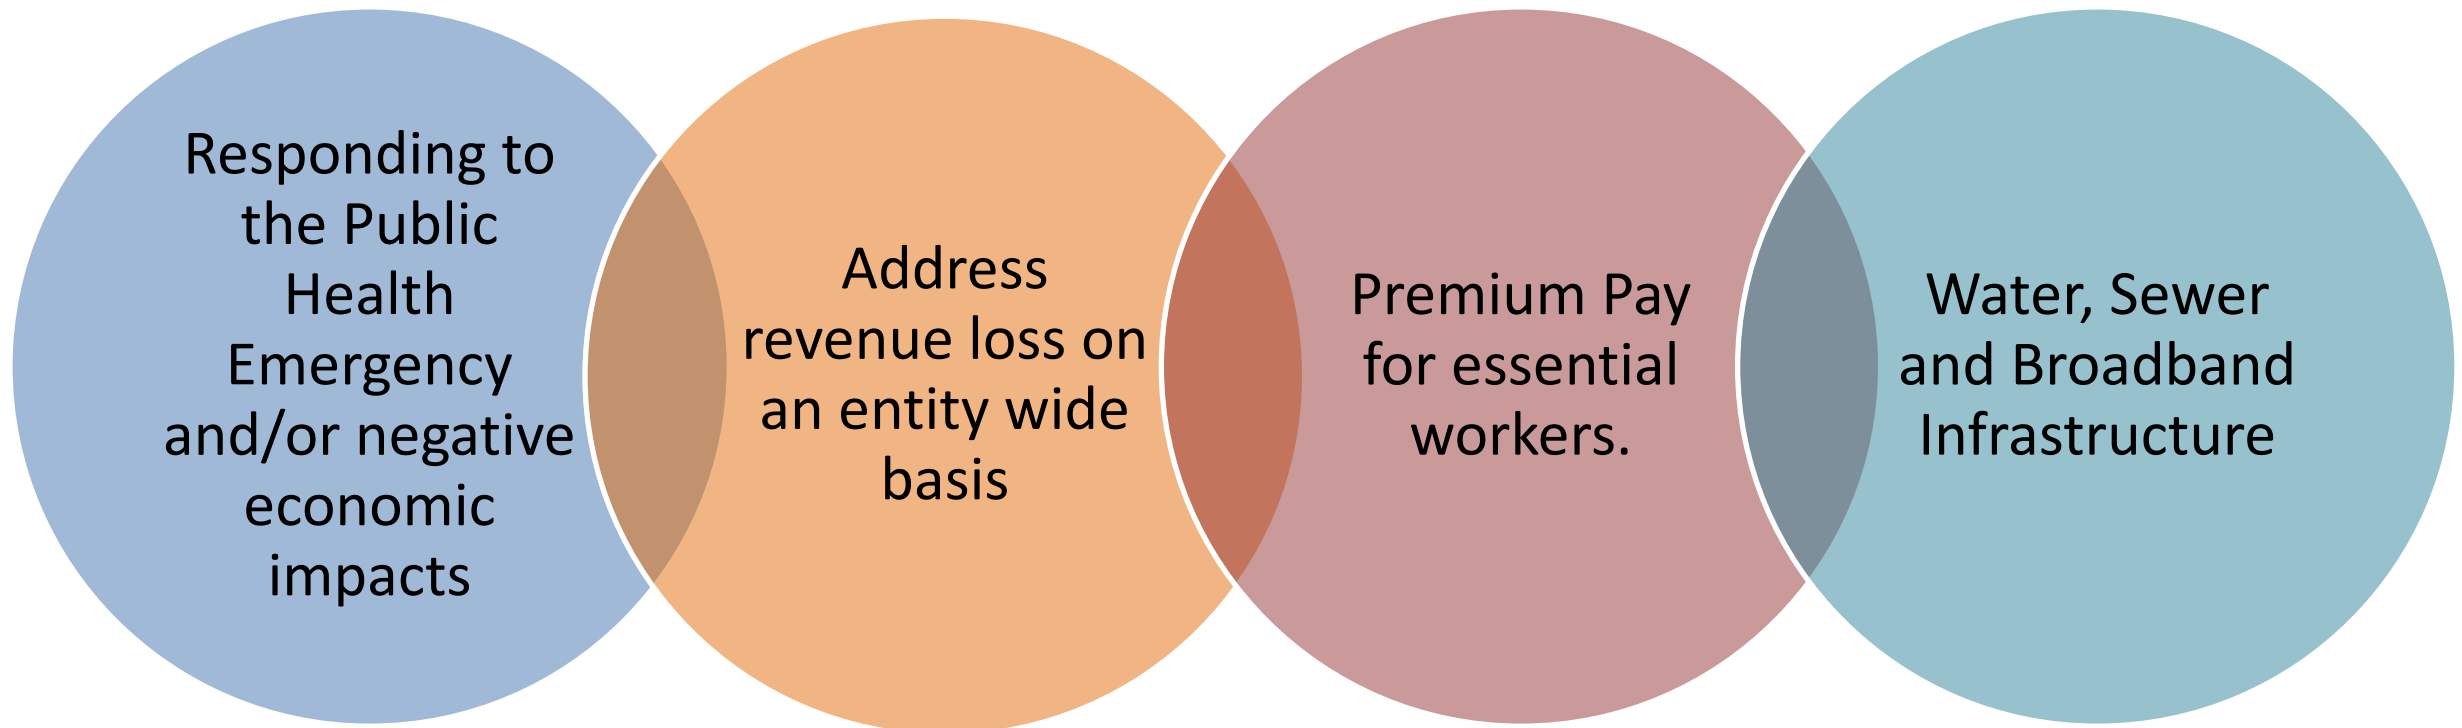 Responding to
the Public
Health
Emergency
and/or negative
economic
impacts
Address
revenue loss on
an entity wide
basis
Premium Pay
for essential
workers.
Water, Sewer
and Broadband
Infrastructure